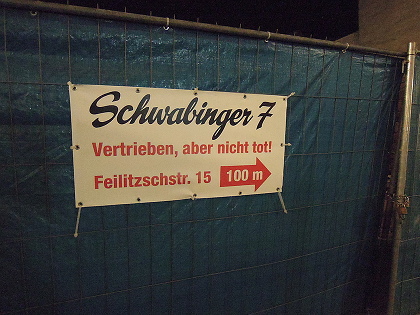 Schwabinger 7
Vertrieben, aber nicht tot!
Feilitzschstr. 15 100 m